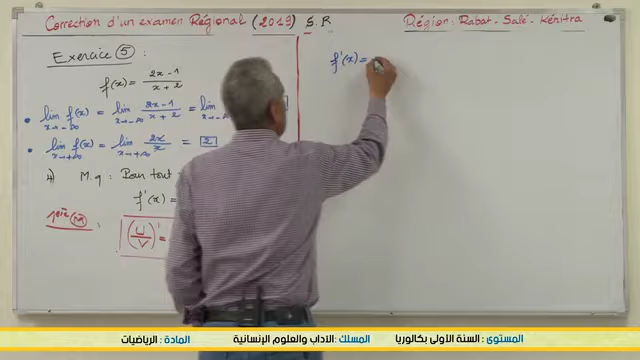 Correction d'un examen Régional (2019) S. R
Région: Rabat - Salé - Kénitra
Exercice 5 :
f(x) = 2x - 1 / x + 2
• lim x→-∞ f(x) = lim x→-∞ 2x - 1 / x + 2 = lim x→-∞
• lim x→+∞ f(x) = lim x→+∞ 2x / x = 2
4) M.q : Pour tout
f'(x) =
1ère M :
(U/V)' =
f'(x) =
المستوى : السنة الأولى بكالوريا المسلك :الآداب والعلوم الإنسانية المادة : الرياضيات